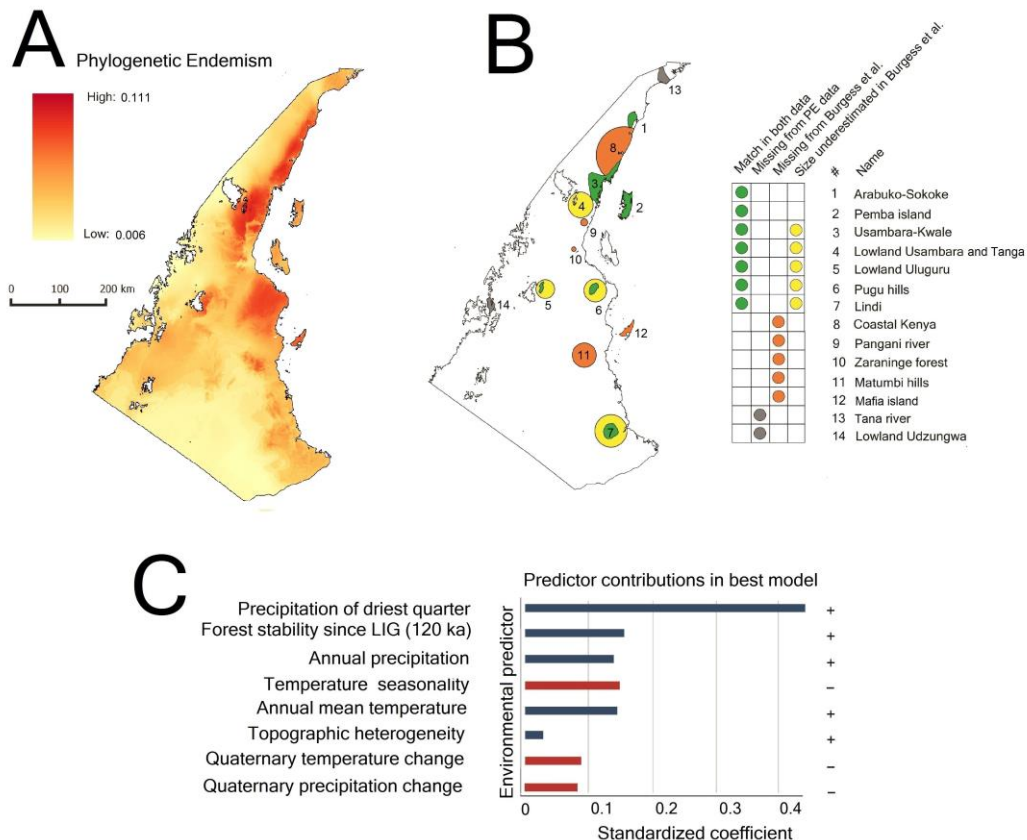 A
Phylogenetic Endemism
High: 0.111
Low: 0.006
0 100 200 km
B
13
1
8
3
2
4
9
10
14
5
6
12
11
7
Match in both data
Missing from PE data
Missing from Burgess et al.
Size underestimated in Burgess et al.
# Name
1 Arabuko-Sokoke
2 Pemba island
3 Usambara-Kwale
4 Lowland Usambara and Tanga
5 Lowland Uluguru
6 Pugu hills
7 Lindi
8 Coastal Kenya
9 Pangani river
10 Zaraninge forest
11 Matumbi hills
12 Mafia island
13 Tana river
14 Lowland Udzungwa
C
Predictor contributions in best model
Environmental predictor
Precipitation of driest quarter +
Forest stability since LIG (120 ka) +
Annual precipitation +
Temperature seasonality –
Annual mean temperature +
Topographic heterogeneity +
Quaternary temperature change –
Quaternary precipitation change –
0 0.1 0.2 0.3 0.4
Standardized coefficient